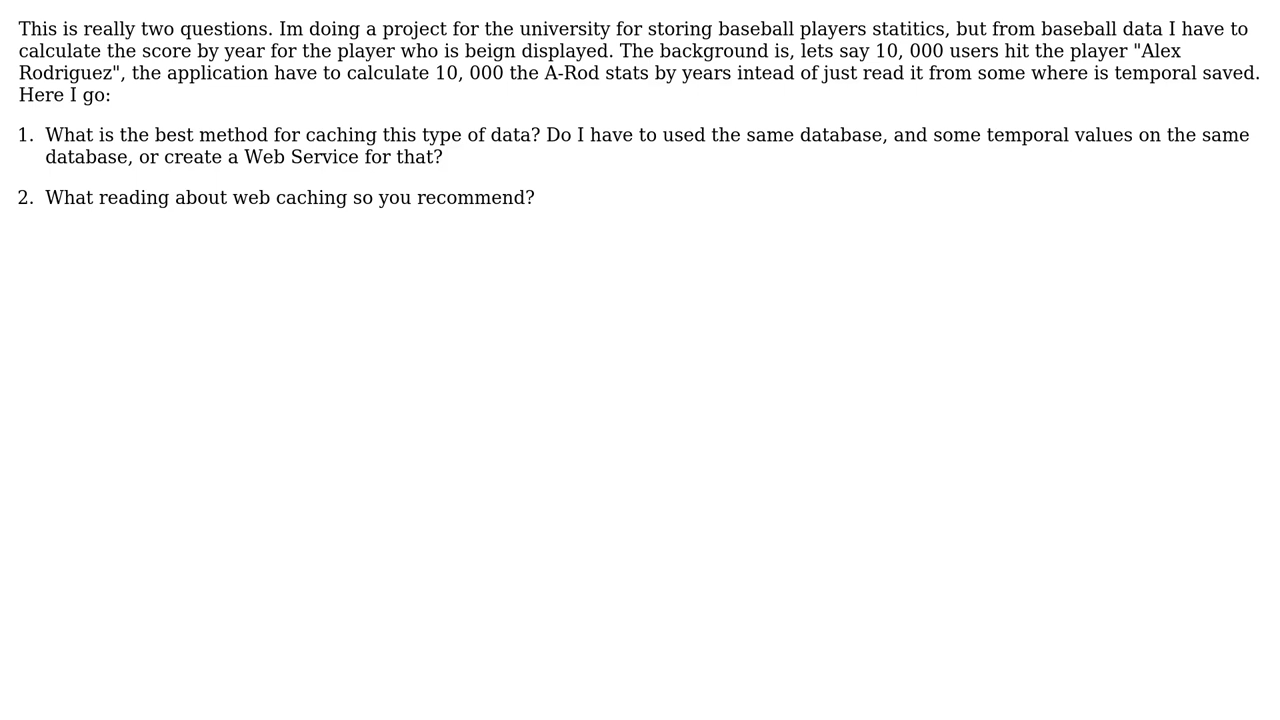 This is really two questions. Im doing a project for the university for storing baseball players statitics, but from baseball data I have to
calculate the score by year for the player who is beign displayed. The background is, lets say 10, 000 users hit the player "Alex
Rodriguez", the application have to calculate 10, 000 the A-Rod stats by years intead of just read it from some where is temporal saved.
Here I go:
1. What is the best method for caching this type of data? Do I have to used the same database, and some temporal values on the same
database, or create a Web Service for that?
2. What reading about web caching so you recommend?